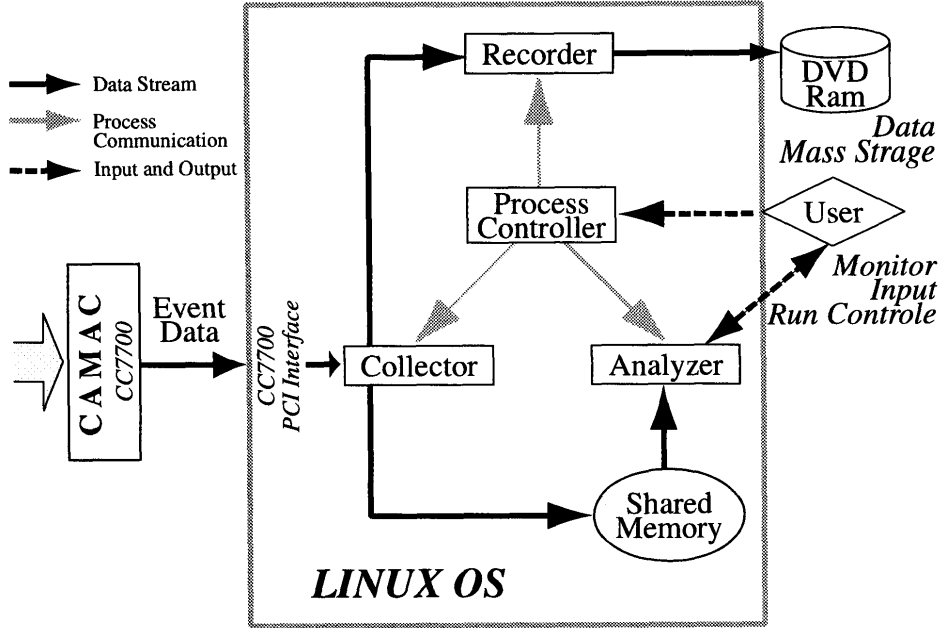 Recorder
DVD
Ram
Data
Mass Strage
Data Stream
Process
Communication
Input and Output
Process
Controller
User
Monitor
Input
Run Controle
CAMAC
CC7700
Event
Data
CC7700
PCI Interface
Collector
Analyzer
Shared
Memory
LINUX OS